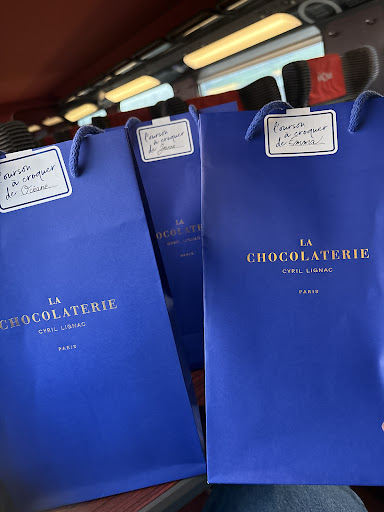 l'ourson
à croquer
de Océane
LA
CHOCOLATERIE
CYRIL LIGNAC
PARIS
l'ourson
à croquer
de
LA
CHOCOLATERIE
CYRIL LIGNAC
l'ourson
à croquer
de Emma
LA
CHOCOLATERIE
CYRIL LIGNAC
PARIS